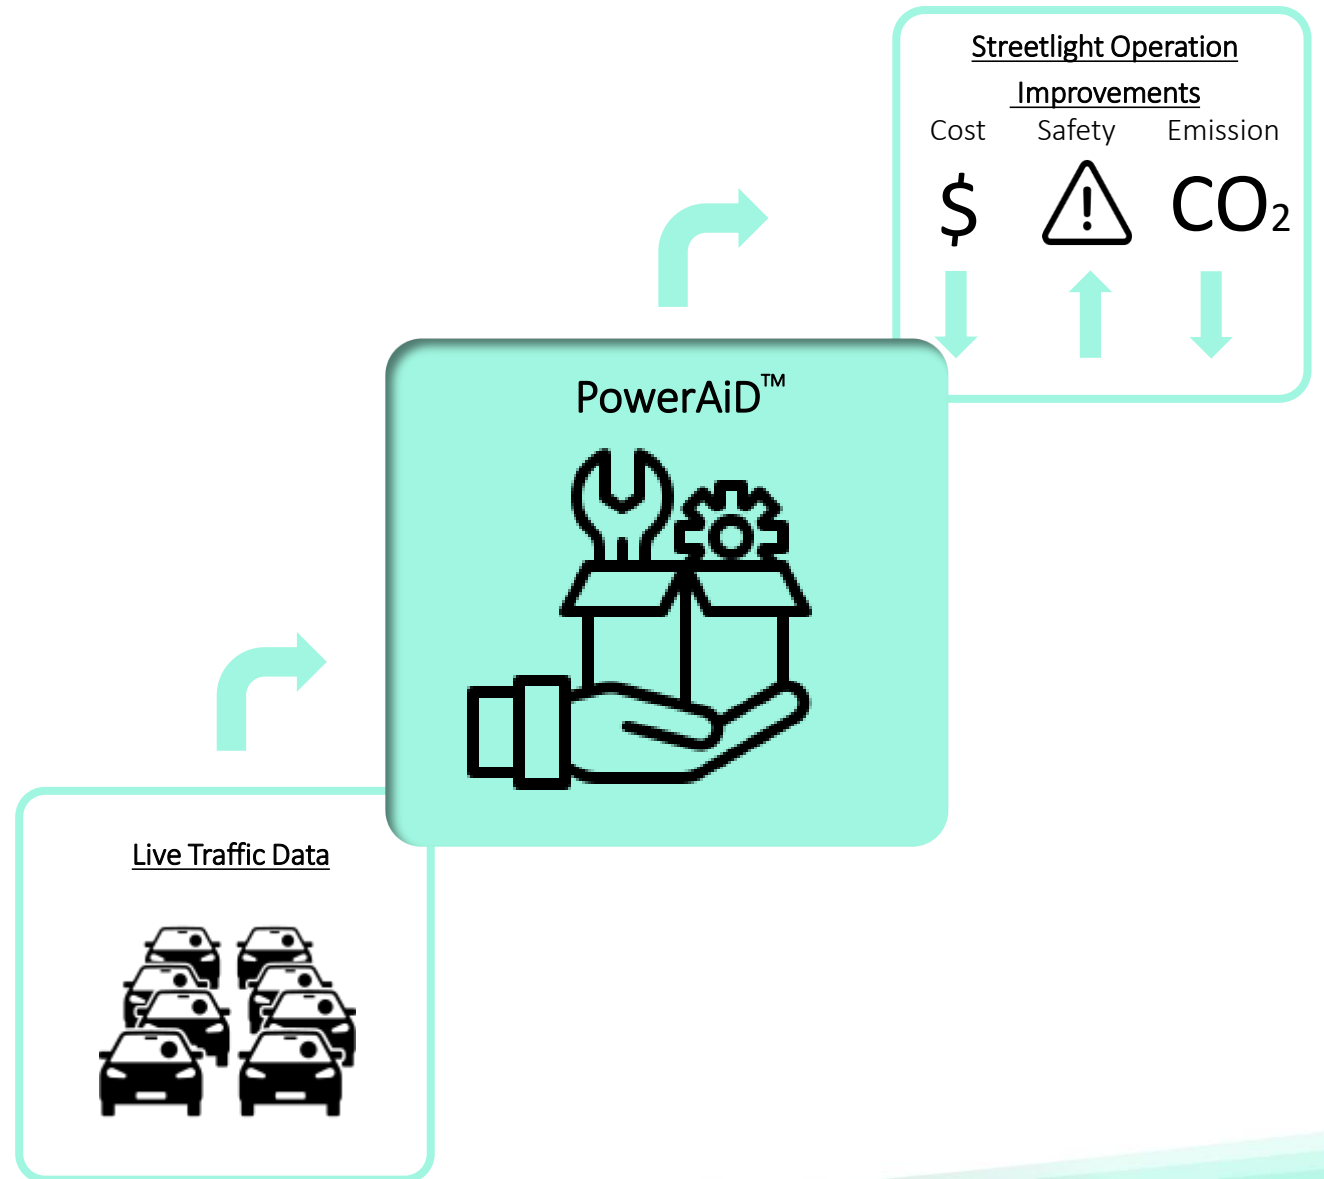 Streetlight Operation
Improvements
Cost Safety Emission
$ ! CO₂
PowerAiD™
Live Traffic Data